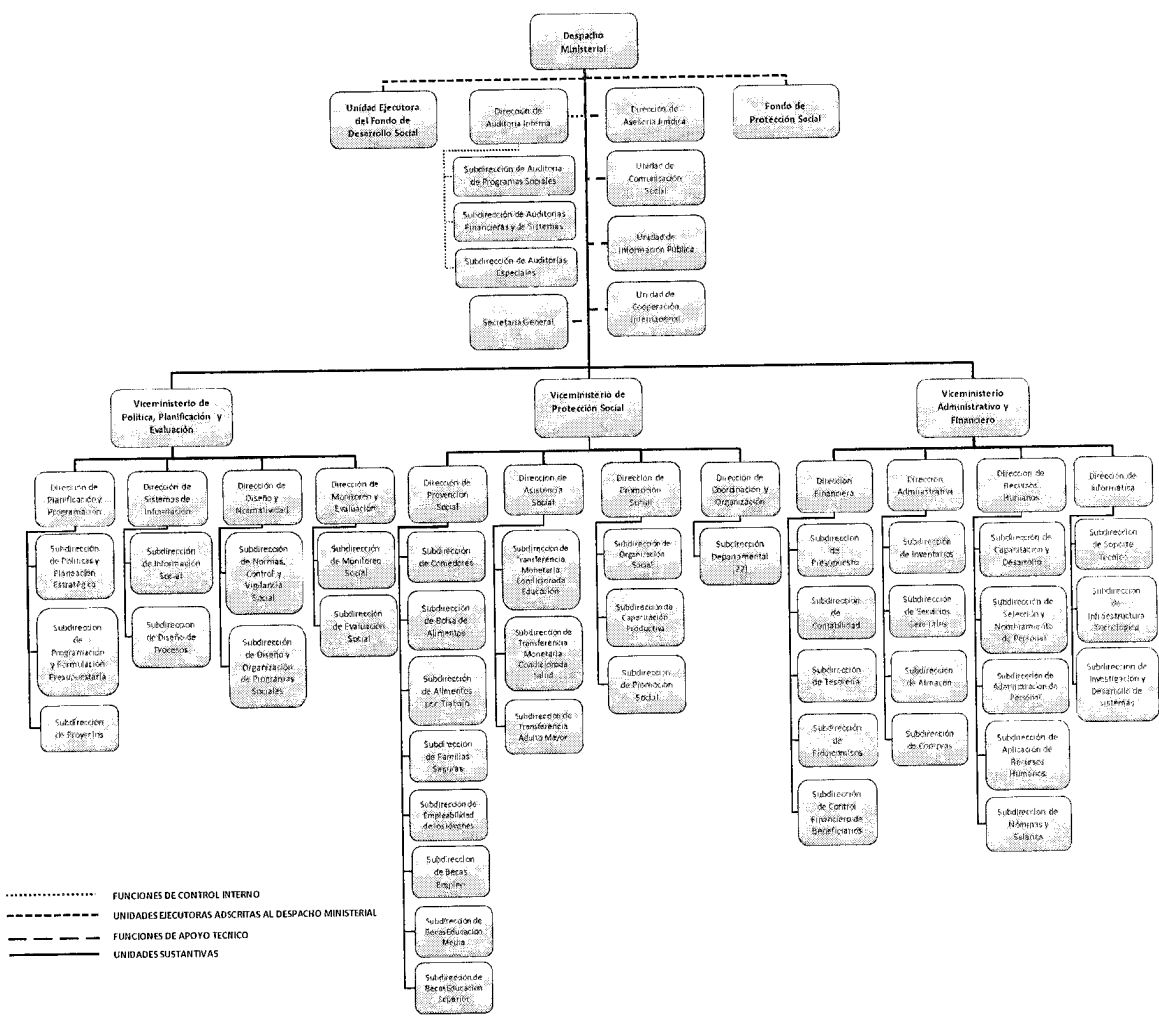 Despacho
Ministerial
Unidad Ejecutora
del Fondo de
Desarrollo Social
Dirección de
Auditoria Interna
Dirección de
Asesoria Jurídica
Fondo de
Protección Social
Subdirección de Auditoria
de Programas Sociales
Subdirección de Auditorias
Financieras y de Sistemas
Subdirección de Auditorías
Especiales
Secretaria General
Unidad de
Comunicación
Social
Unidad de
Información Pública
Unidad de
Cooperación
Internacional
Viceministerio de
Política, Planificación y
Evaluación
Viceministerio de
Protección Social
Viceministerio
Administrativo y
Financiero
Dirección de
Planificación y
Programación
Dirección de
Sistemas de
Información
Dirección de
Diseño y
Normatividad
Dirección de
Monitoreo y
Evaluación
Dirección de
Prevención
Social
Dirección de
Asistencia
Social
Dirección de
Promoción
Social
Dirección de
Coordinación y
Organización
Dirección
Financiera
Dirección
Administrativa
Dirección de
Recursos
Humanos
Dirección de
Informática
Subdirección
de Políticas y
Planeación
Estratégico
Subdirección
de
Programación
y Formulación
Presupuestaria
Subdirección
de Proyectos
Subdirección
de Información
Social
Subdirección
de Diseño de
Procesos
Subdirección
de Normas,
Control y
Vigilancia
Social
Subdirección
de Diseño y
Organización
de Programas
Sociales
Subdirección
de Monitoreo
Social
Subdirección
de Evaluación
Social
Subdirección
de Comedores
Subdirección
de Bolsa de
Alimentos
Subdirección
de Alimentos
por Trabajo
Subdirección
de Familias
Seguras
Subdirección de
Empleabilidad
de los Jóvenes
Subdirección
de Becas
Empleo
Subdirección de
Becas Educación
Media
Subdirección de
Becas Educación
Superior
Subdirección de
Transferencia
Monetaria
Condicionada
Educación
Subdirección de
Transferencia
Monetaria
Condicionada
Salud
Subdirección de
Transferencia
Adulto Mayor
Subdirección
de Organización
Social
Subdirección de
Capacitación
Productiva
Subdirección
de Promoción
Social
Subdirección
Departamental
Subdirección
de
Presupuesto
Subdirección
de
Contabilidad
Subdirección
de Tesorería
Subdirección
de
Fideicomisos
Subdirección
de Control
Financiero de
Beneficiarios
Subdirección
de Inventarios
Subdirección
de Servicios
Generales
Subdirección
de Almacén
Subdirección
de Compras
Subdirección de
Capacitación y
Desarrollo
Subdirección de
Selección y
Nombramiento
de Personal
Subdirección de
Administración de
Personal
Subdirección de
Aplicación de
Recursos
Humanos
Subdirección de
Nóminas y
Salarios
Subdirección
de Soporte
Técnico
Subdirección
de
Infraestructura
Tecnológica
Subdirección de
Investigación y
Desarrollo de
sistemas
FUNCIONES DE CONTROL INTERNO
UNIDADES EJECUTORAS ADSCRITAS AL DESPACHO MINISTERIAL
FUNCIONES DE APOYO TECNICO
UNIDADES SUSTANTIVAS